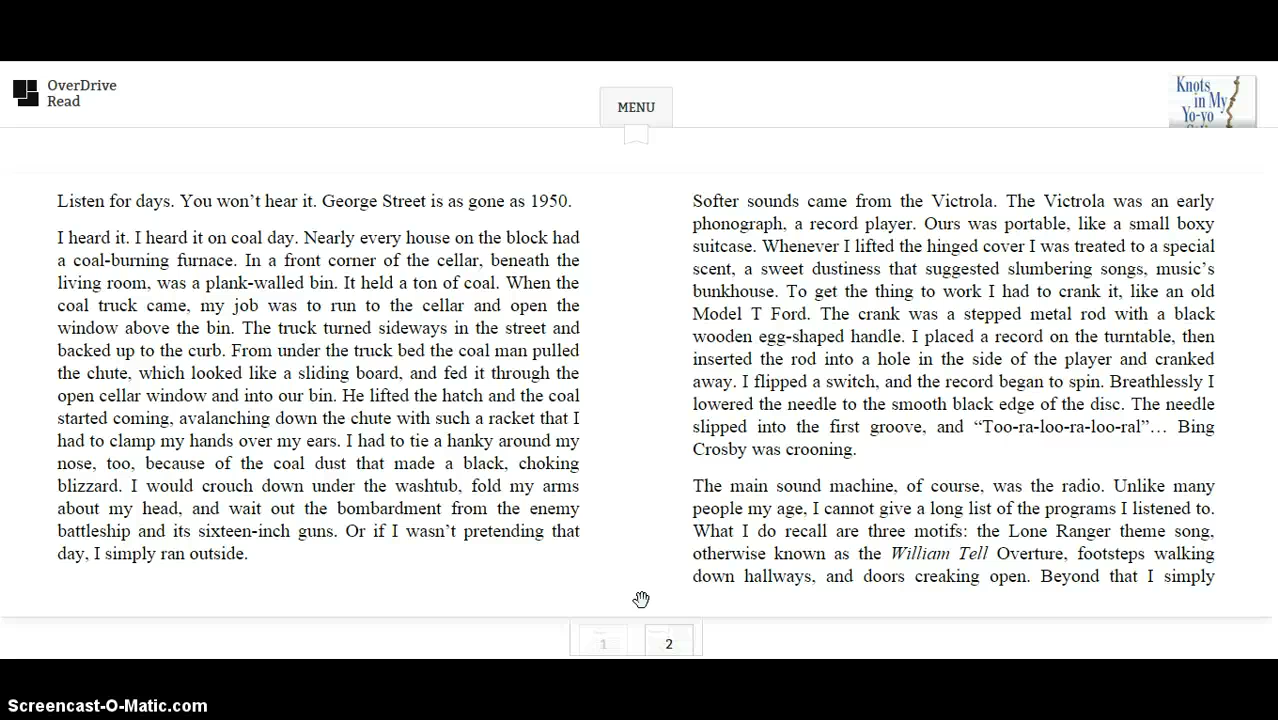 OverDrive
Read
MENU
Knots
in My
Yo-yo
Listen for days. You won’t hear it. George Street is as gone as 1950.
I heard it. I heard it on coal day. Nearly every house on the block had
a coal-burning furnace. In a front corner of the cellar, beneath the
living room, was a plank-walled bin. It held a ton of coal. When the
coal truck came, my job was to run to the cellar and open the
window above the bin. The truck turned sideways in the street and
backed up to the curb. From under the truck bed the coal man pulled
the chute, which looked like a sliding board, and fed it through the
open cellar window and into our bin. He lifted the hatch and the coal
started coming, avalanching down the chute with such a racket that I
had to clamp my hands over my ears. I had to tie a hanky around my
nose, too, because of the coal dust that made a black, choking
blizzard. I would crouch down under the washtub, fold my arms
about my head, and wait out the bombardment from the enemy
battleship and its sixteen-inch guns. Or if I wasn’t pretending that
day, I simply ran outside.
Softer sounds came from the Victrola. The Victrola was an early
phonograph, a record player. Ours was portable, like a small boxy
suitcase. Whenever I lifted the hinged cover I was treated to a special
scent, a sweet dustiness that suggested slumbering songs, music’s
bunkhouse. To get the thing to work I had to crank it, like an old
Model T Ford. The crank was a stepped metal rod with a black
wooden egg-shaped handle. I placed a record on the turntable, then
inserted the rod into a hole in the side of the player and cranked
away. I flipped a switch, and the record began to spin. Breathlessly I
lowered the needle to the smooth black edge of the disc. The needle
slipped into the first groove, and “Too-ra-loo-ra-loo-ral”… Bing
Crosby was crooning.
The main sound machine, of course, was the radio. Unlike many
people my age, I cannot give a long list of the programs I listened to.
What I do recall are three motifs: the Lone Ranger theme song,
otherwise known as the William Tell Overture, footsteps walking
down hallways, and doors creaking open. Beyond that I simply
1
2
Screencast-O-Matic.com